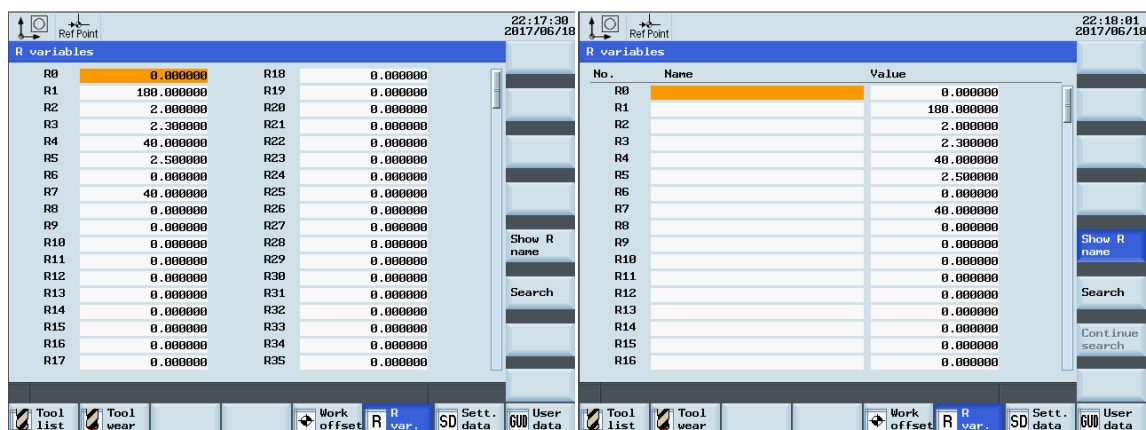 Ref Point
22:17:30
2017/06/18
R variables
R0 0.000000 R18 0.000000
R1 180.000000 R19 0.000000
R2 2.000000 R20 0.000000
R3 2.300000 R21 0.000000
R4 40.000000 R22 0.000000
R5 2.500000 R23 0.000000
R6 0.000000 R24 0.000000
R7 40.000000 R25 0.000000
R8 0.000000 R26 0.000000
R9 0.000000 R27 0.000000
R10 0.000000 R28 0.000000
R11 0.000000 R29 0.000000
R12 0.000000 R30 0.000000
R13 0.000000 R31 0.000000
R14 0.000000 R32 0.000000
R15 0.000000 R33 0.000000
R16 0.000000 R34 0.000000
R17 0.000000 R35 0.000000
Show R
name
Search
Tool
list
Tool
wear
Work
offset
R
R
var.
SD
Sett.
data
GUD
User
data
Ref Point
22:18:01
2017/06/18
R variables
No. Name Value
R0 0.000000
R1 180.000000
R2 2.000000
R3 2.300000
R4 40.000000
R5 2.500000
R6 0.000000
R7 40.000000
R8 0.000000
R9 0.000000
R10 0.000000
R11 0.000000
R12 0.000000
R13 0.000000
R14 0.000000
R15 0.000000
R16 0.000000
Show R
name
Search
Continue
search
Tool
list
Tool
wear
Work
offset
R
R
var.
SD
Sett.
data
GUD
User
data